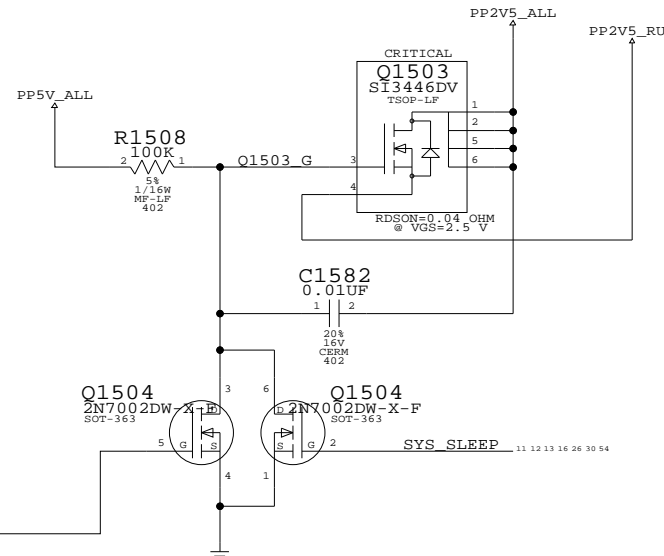 PP2V5_ALL
PP2V5_RU
CRITICAL
Q1503
SI3446DV
TSOP-LF
PP5V_ALL
R1508
100K
2 1
5%
1/16W
MF-LF
402
Q1503_G
3
4
1
2
5
6
RDSON=0.04 OHM
@ VGS=2.5 V
C1582
0.01UF
1 2
20%
16V
CERM
402
Q1504
2N7002DW-X-F
SOT-363
3
D
5 G
S
4
Q1504
2N7002DW-X-F
SOT-363
6
D
S G 2
1
SYS_SLEEP 11 12 13 16 26 30 54